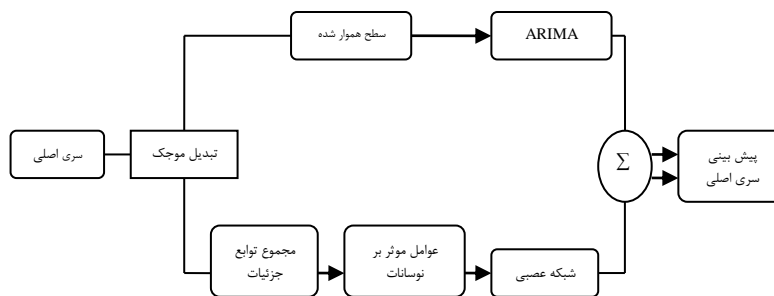 سطح هموار شده
ARIMA
سری اصلی
تبدیل موجک
∑
پیش بینی
سری اصلی
مجموع توابع
جزئیات
عوامل موثر بر
نوسانات
شبکه عصبی